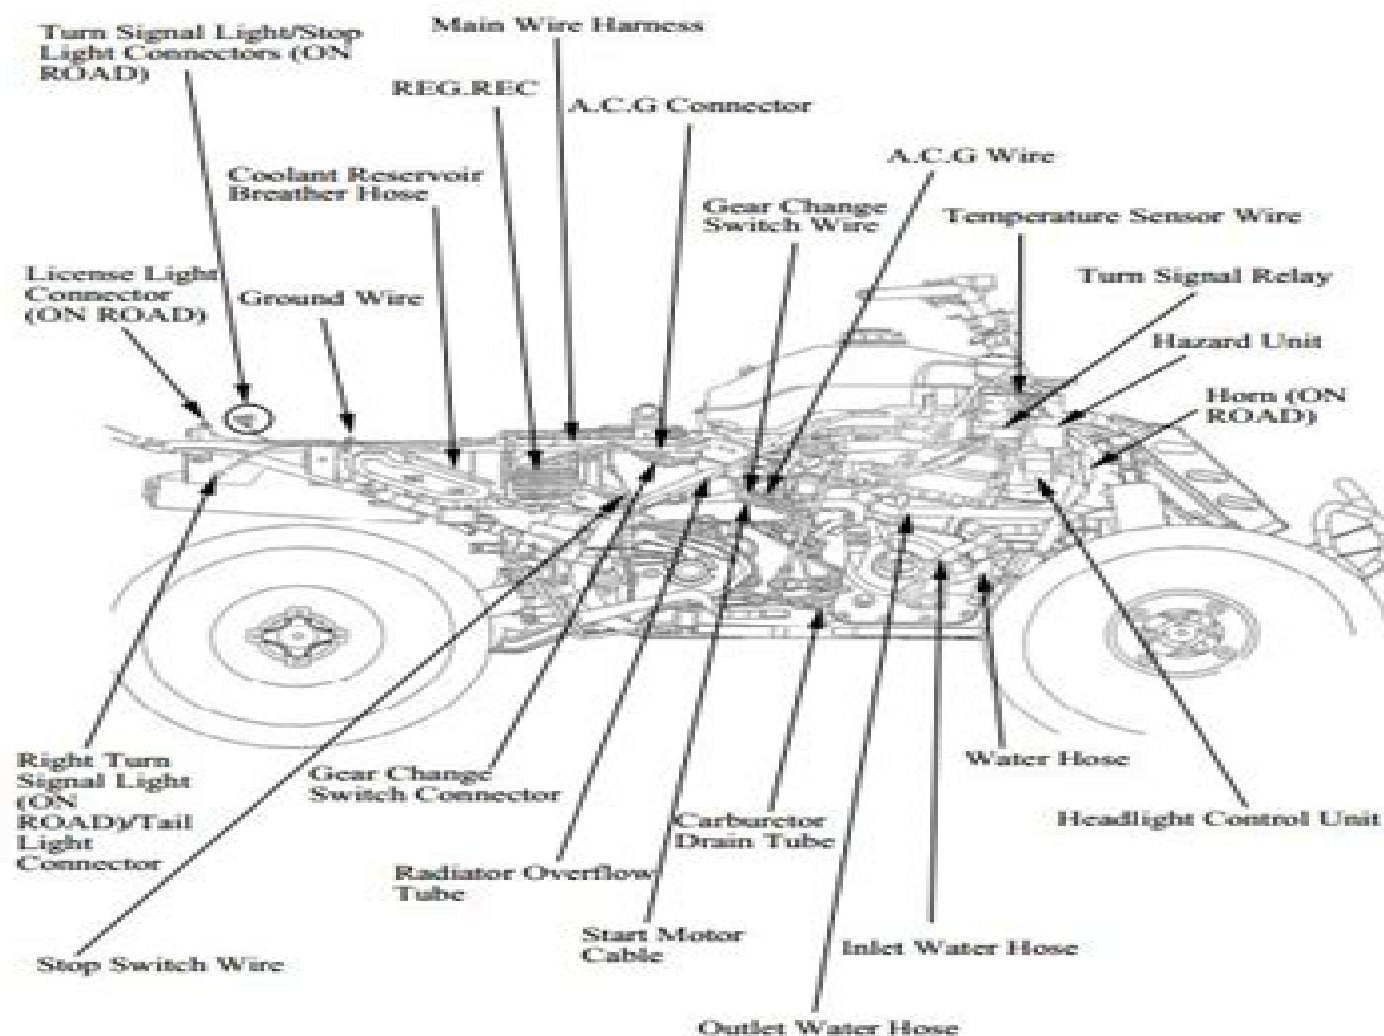 Turn Signal Light/Stop
Light Connectors (ON
ROAD)
Main Wire Harness
REG.REC
A.C.G Connector
A.C.G Wire
Coolant Reservoir
Breather Hose
Gear Change
Switch Wire
Temperature Sensor Wire
License Light
Connector
(ON ROAD)
Ground Wire
Turn Signal Relay
Hazard Unit
Horn (ON
ROAD)
Right Turn
Signal Light
(ON
ROAD)/Tail
Light
Connector
Gear Change
Switch Connector
Water Hose
Carburetor
Drain Tube
Headlight Control Unit
Radiator Overflow
Tube
Start Motor
Cable
Inlet Water Hose
Stop Switch Wire
Outlet Water Hose